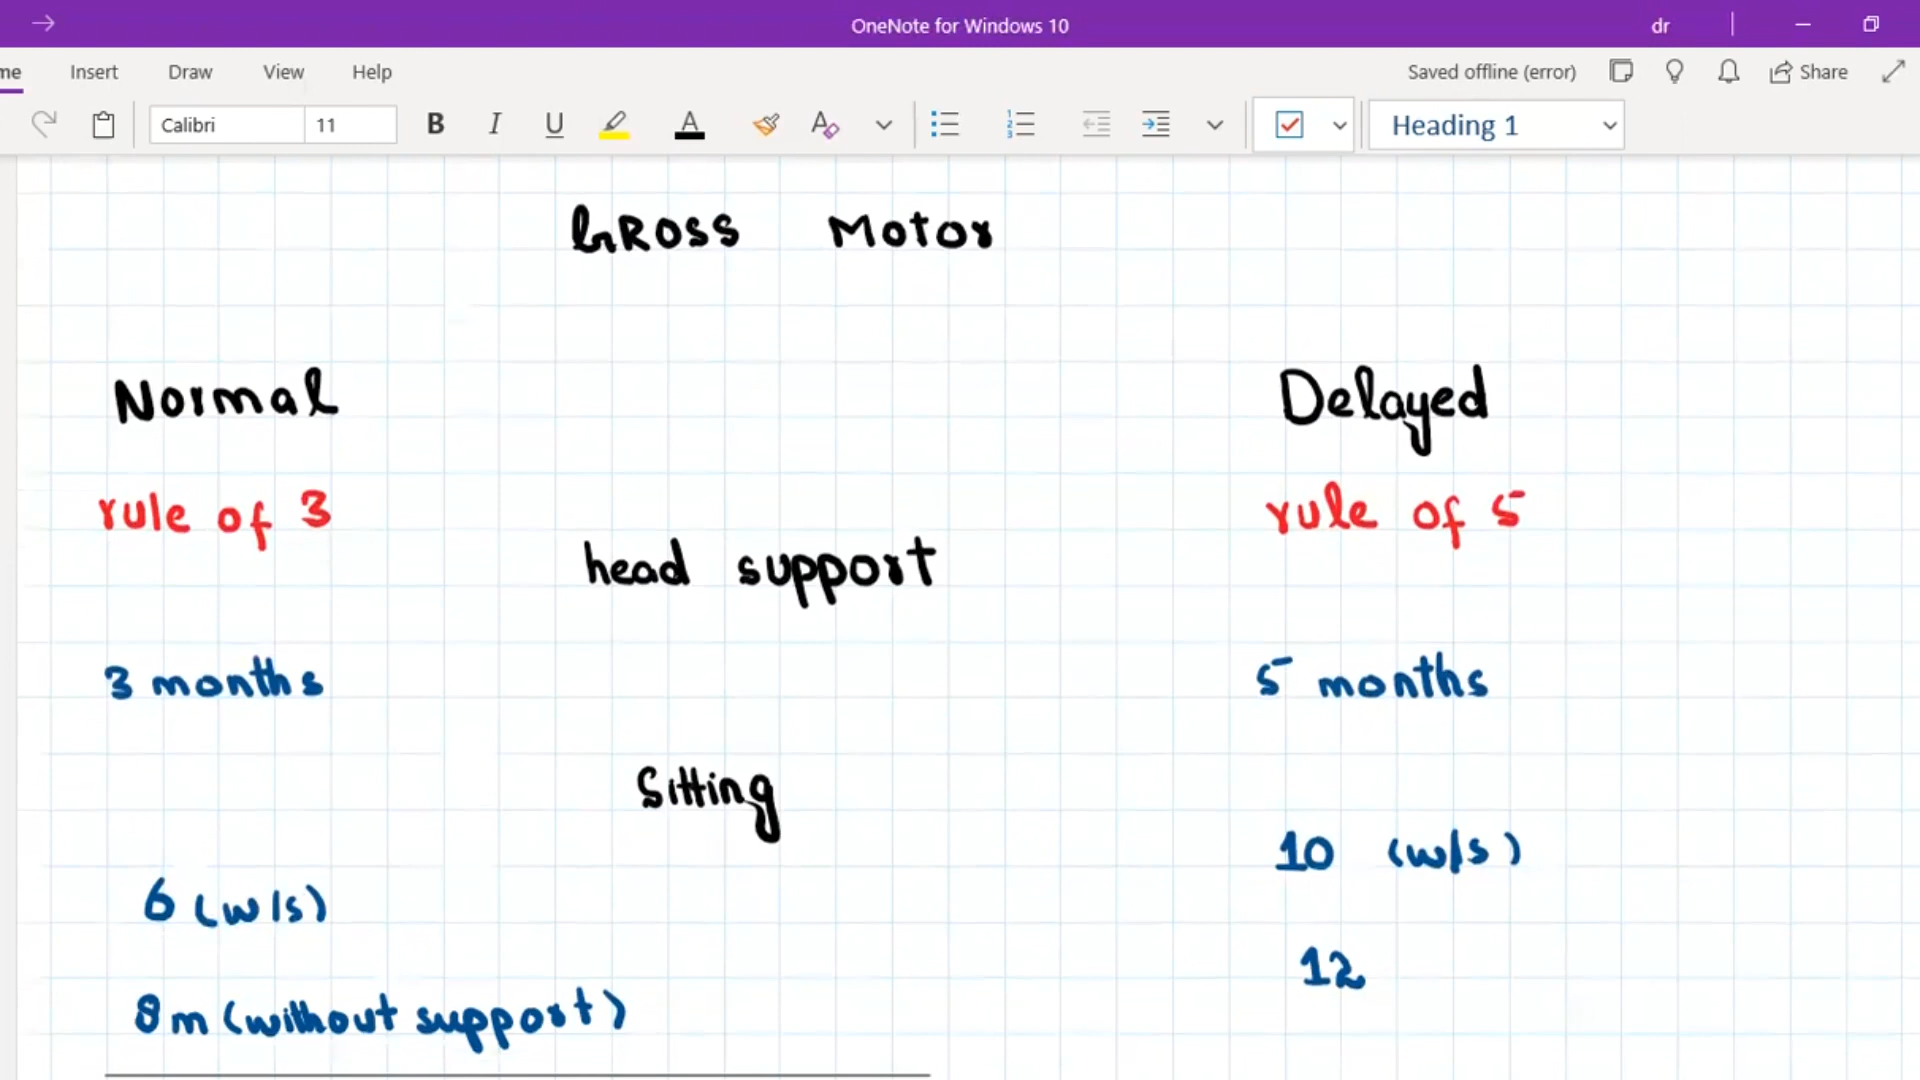 OneNote for Windows 10 dr
me Insert Draw View Help Saved offline (error) Share
Calibri 11 B I U A Heading 1
GROSS Motor
Normal Delayed
rule of 3 rule of 5
head support
3 months 5 months
Sitting
10 (w/s)
6 (w/s)
12
8m (without support)